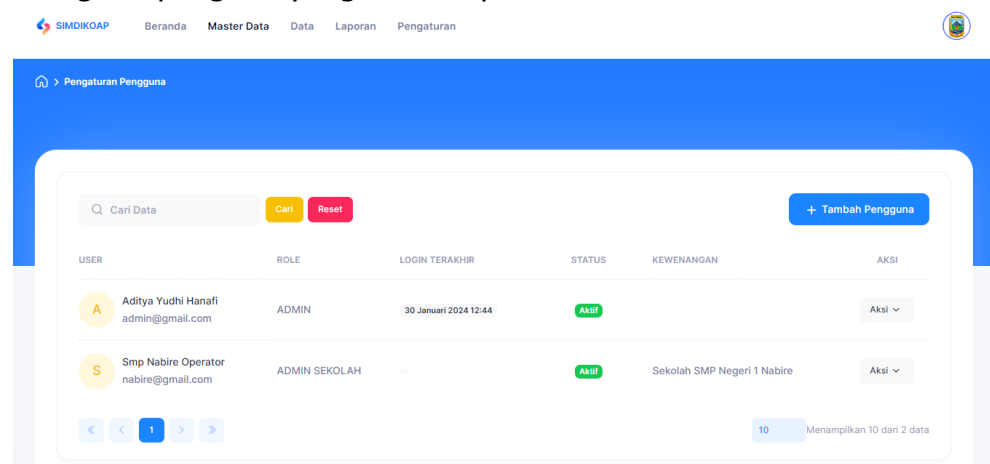 SIMDIKOAP Beranda Master Data Data Laporan Pengaturan
> Pengaturan Pengguna
Cari Data Cari Reset + Tambah Pengguna
USER ROLE LOGIN TERAKHIR STATUS KEWENANGAN AKSI
A Aditya Yudhi Hanafi ADMIN 30 Januari 2024 12:44 Aktif Aksi
admin@gmail.com
S Smp Nabire Operator ADMIN SEKOLAH Aktif Sekolah SMP Negeri 1 Nabire Aksi
nabire@gmail.com
« < 1 > » 10 Menampilkan 10 dari 2 data